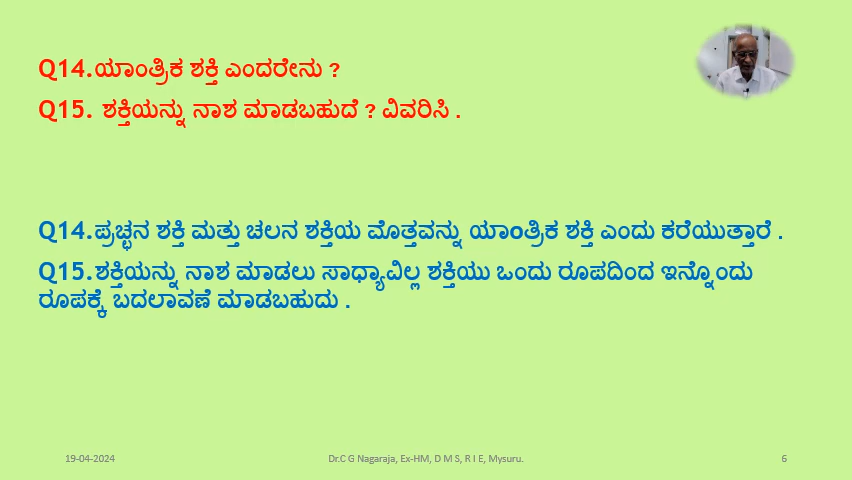 Q14.ಯಾಂತ್ರಿಕ ಶಕ್ತಿ ಎಂದರೇನು ?
Q15. ಶಕ್ತಿಯನ್ನು ನಾಶ ಮಾಡಬಹುದೆ ? ವಿವರಿಸಿ .
Q14.ಪ್ರಚ್ಛನ ಶಕ್ತಿ ಮತ್ತು ಚಲನ ಶಕ್ತಿಯ ಮೊತ್ತವನ್ನು ಯಾoತ್ರಿಕ ಶಕ್ತಿ ಎಂದು ಕರೆಯುತ್ತಾರೆ .
Q15.ಶಕ್ತಿಯನ್ನು ನಾಶ ಮಾಡಲು ಸಾಧ್ಯಾವಿಲ್ಲ ಶಕ್ತಿಯು ಒಂದು ರೂಪದಿಂದ ಇನ್ನೊಂದು
ರೂಪಕ್ಕೆ ಬದಲಾವಣೆ ಮಾಡಬಹುದು .
19-04-2024 Dr.C G Nagaraja, Ex-HM, D M S, R I E, Mysuru. 6